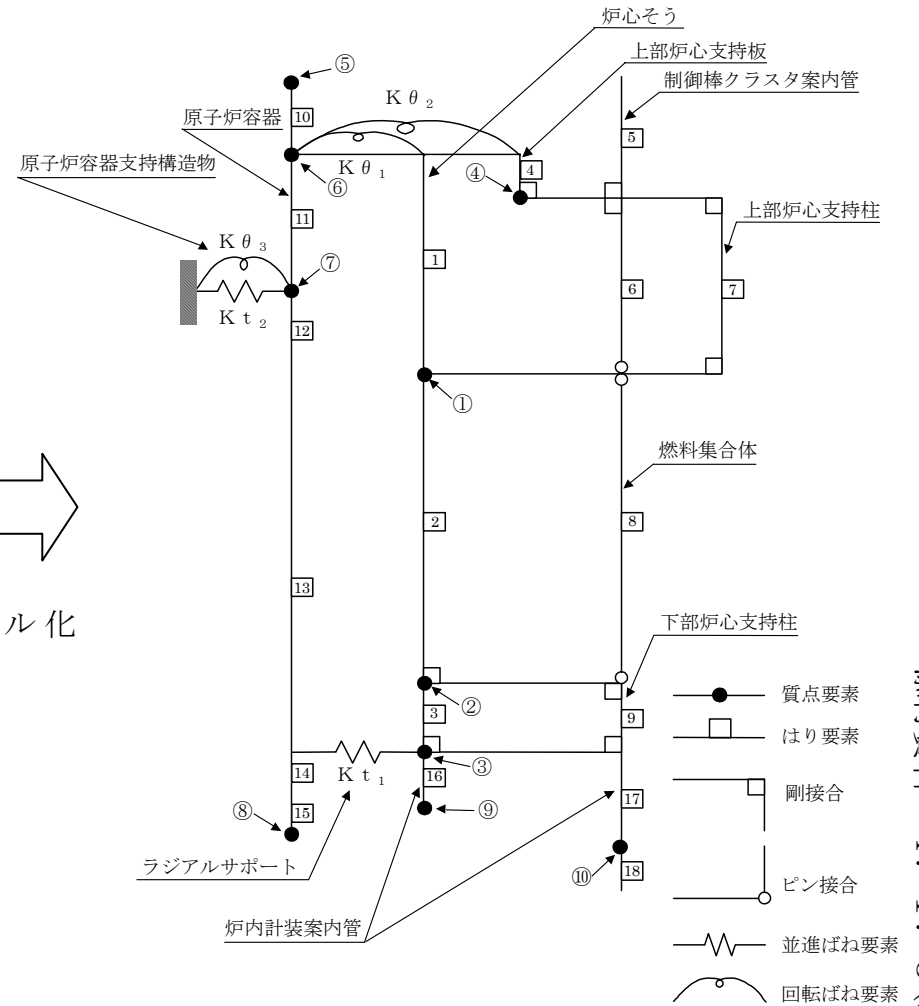 炉心そう
上部炉心支持板
制御棒クラスタ案内管
⑤
Kθ₂
10
5
原子炉容器
Kθ₁
4
原子炉容器支持構造物
⑥
④
上部炉心支持柱
11
Kθ₃
⑦
1
6
7
Kt₂
12
①
燃料集合体
2
8
13
ル化
下部炉心支持柱
②
3
9
質点要素
はり要素
Kt₁
③
14
16
⑨
剛接合
⑧
15
17
ラジアルサポート
⑩
18
ピン接合
炉内計装案内管
並進ばね要素
回転ばね要素